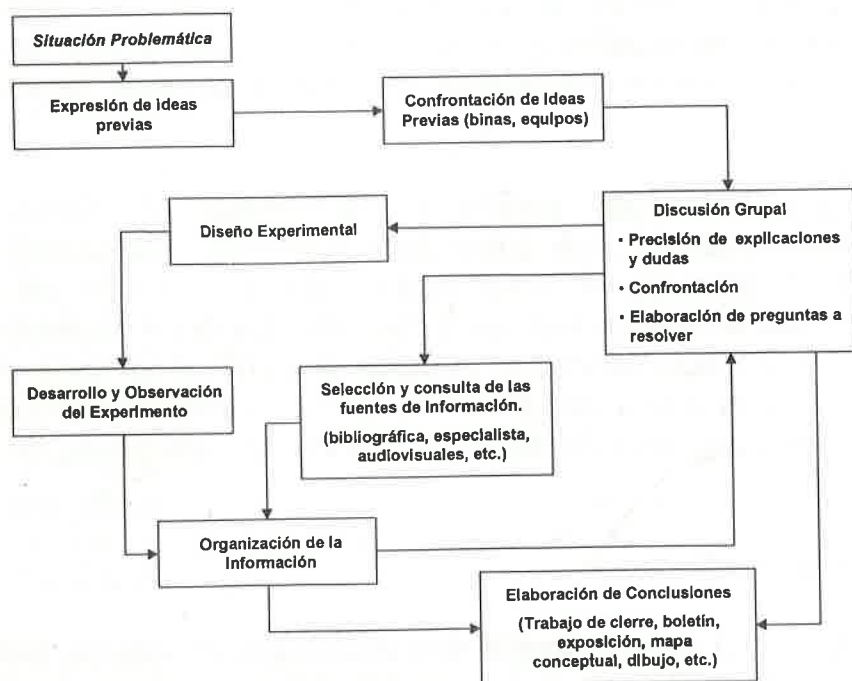 Situación Problemática
Expresión de ideas
previas
Confrontación de Ideas
Previas (binas, equipos)
Discusión Grupal
• Precisión de explicaciones
y dudas
• Confrontación
• Elaboración de preguntas a
resolver
Diseño Experimental
Desarrollo y Observación
del Experimento
Selección y consulta de las
fuentes de Información.
(bibliográfica, especialista,
audiovisuales, etc.)
Organización de la
Información
Elaboración de Conclusiones
(Trabajo de cierre, boletín,
exposición, mapa
conceptual, dibujo, etc.)